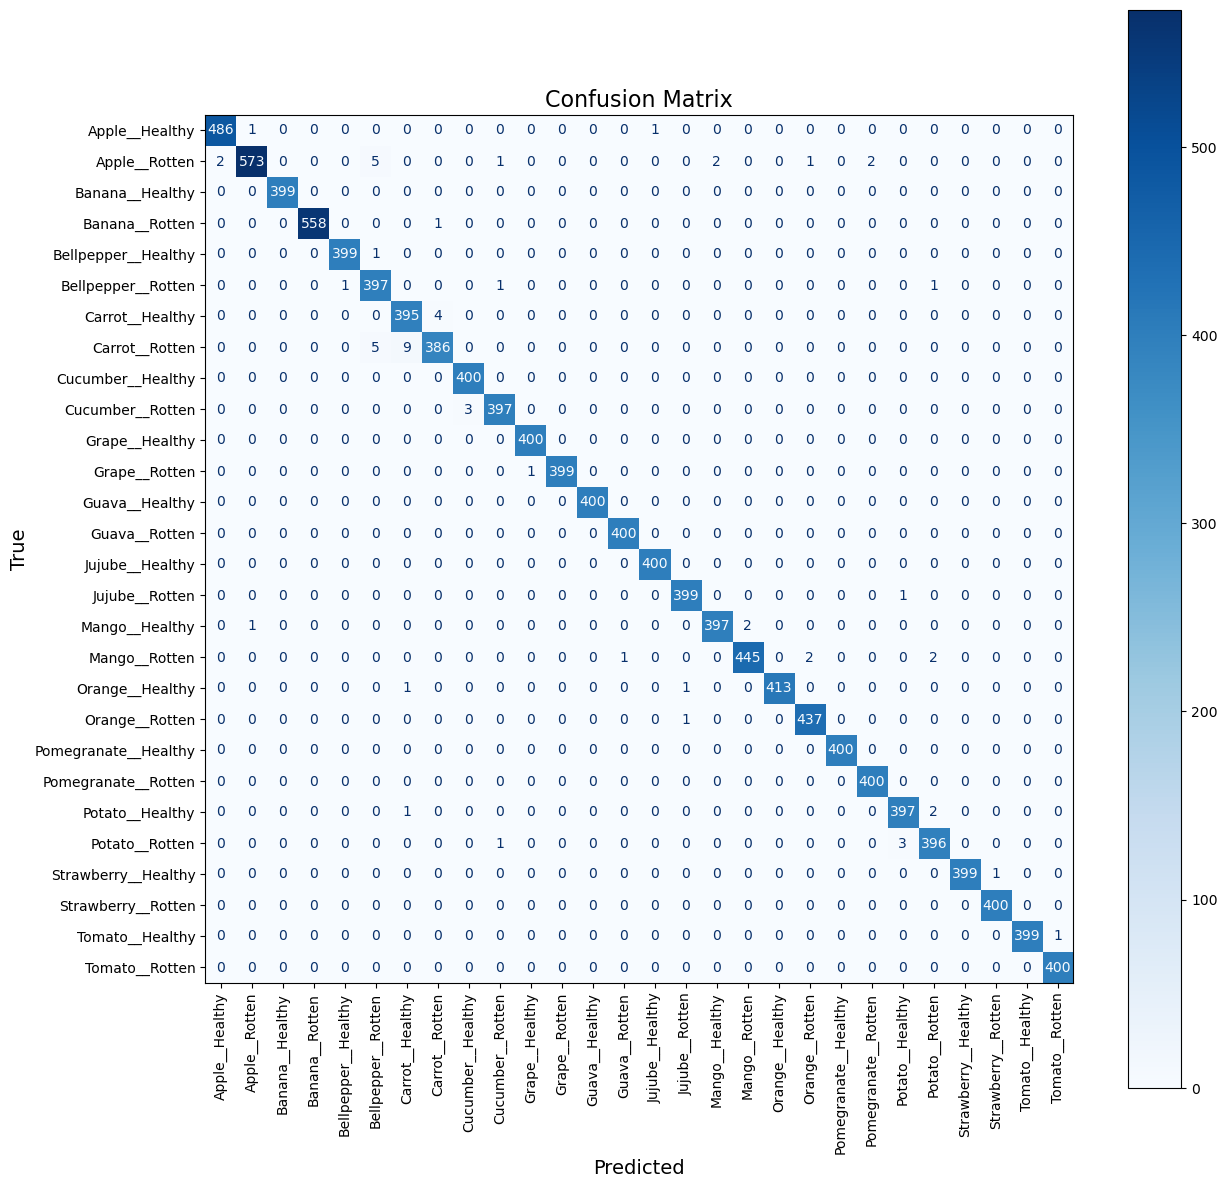 Confusion Matrix
Apple__Healthy 486 1 0 0 0 0 0 0 0 0 0 0 0 0 1 0 0 0 0 0 0 0 0 0 0 0 0 0
Apple__Rotten 2 573 0 0 0 5 0 0 0 1 0 0 0 0 0 0 2 0 0 1 0 2 0 0 0 0 0 0
Banana__Healthy 0 0 399 0 0 0 0 0 0 0 0 0 0 0 0 0 0 0 0 0 0 0 0 0 0 0 0 0
Banana__Rotten 0 0 0 558 0 0 0 1 0 0 0 0 0 0 0 0 0 0 0 0 0 0 0 0 0 0 0 0
Bellpepper__Healthy 0 0 0 0 399 1 0 0 0 0 0 0 0 0 0 0 0 0 0 0 0 0 0 0 0 0 0 0
Bellpepper__Rotten 0 0 0 0 1 397 0 0 0 1 0 0 0 0 0 0 0 0 0 0 0 0 0 1 0 0 0 0
Carrot__Healthy 0 0 0 0 0 0 395 4 0 0 0 0 0 0 0 0 0 0 0 0 0 0 0 0 0 0 0 0
Carrot__Rotten 0 0 0 0 0 5 9 386 0 0 0 0 0 0 0 0 0 0 0 0 0 0 0 0 0 0 0 0
Cucumber__Healthy 0 0 0 0 0 0 0 0 400 0 0 0 0 0 0 0 0 0 0 0 0 0 0 0 0 0 0 0
Cucumber__Rotten 0 0 0 0 0 0 0 0 3 397 0 0 0 0 0 0 0 0 0 0 0 0 0 0 0 0 0 0
Grape__Healthy 0 0 0 0 0 0 0 0 0 0 400 0 0 0 0 0 0 0 0 0 0 0 0 0 0 0 0 0
Grape__Rotten 0 0 0 0 0 0 0 0 0 0 1 399 0 0 0 0 0 0 0 0 0 0 0 0 0 0 0 0
Guava__Healthy 0 0 0 0 0 0 0 0 0 0 0 0 400 0 0 0 0 0 0 0 0 0 0 0 0 0 0 0
Guava__Rotten 0 0 0 0 0 0 0 0 0 0 0 0 0 400 0 0 0 0 0 0 0 0 0 0 0 0 0 0
Jujube__Healthy 0 0 0 0 0 0 0 0 0 0 0 0 0 0 400 0 0 0 0 0 0 0 0 0 0 0 0 0
Jujube__Rotten 0 0 0 0 0 0 0 0 0 0 0 0 0 0 0 399 0 0 0 0 0 0 1 0 0 0 0 0
Mango__Healthy 0 1 0 0 0 0 0 0 0 0 0 0 0 0 0 0 397 2 0 0 0 0 0 0 0 0 0 0
Mango__Rotten 0 0 0 0 0 0 0 0 0 0 0 0 0 1 0 0 0 445 0 2 0 0 0 2 0 0 0 0
Orange__Healthy 0 0 0 0 0 0 1 0 0 0 0 0 0 0 0 1 0 0 413 0 0 0 0 0 0 0 0 0
Orange__Rotten 0 0 0 0 0 0 0 0 0 0 0 0 0 0 0 1 0 0 0 437 0 0 0 0 0 0 0 0
Pomegranate__Healthy 0 0 0 0 0 0 0 0 0 0 0 0 0 0 0 0 0 0 0 0 400 0 0 0 0 0 0 0
Pomegranate__Rotten 0 0 0 0 0 0 0 0 0 0 0 0 0 0 0 0 0 0 0 0 0 400 0 0 0 0 0 0
Potato__Healthy 0 0 0 0 0 0 1 0 0 0 0 0 0 0 0 0 0 0 0 0 0 0 397 2 0 0 0 0
Potato__Rotten 0 0 0 0 0 0 0 0 0 1 0 0 0 0 0 0 0 0 0 0 0 0 3 396 0 0 0 0
Strawberry__Healthy 0 0 0 0 0 0 0 0 0 0 0 0 0 0 0 0 0 0 0 0 0 0 0 0 399 1 0 0
Strawberry__Rotten 0 0 0 0 0 0 0 0 0 0 0 0 0 0 0 0 0 0 0 0 0 0 0 0 0 400 0 0
Tomato__Healthy 0 0 0 0 0 0 0 0 0 0 0 0 0 0 0 0 0 0 0 0 0 0 0 0 0 0 399 1
Tomato__Rotten 0 0 0 0 0 0 0 0 0 0 0 0 0 0 0 0 0 0 0 0 0 0 0 0 0 0 0 400
True
Apple__Healthy
Apple__Rotten
Banana__Healthy
Banana__Rotten
Bellpepper__Healthy
Bellpepper__Rotten
Carrot__Healthy
Carrot__Rotten
Cucumber__Healthy
Cucumber__Rotten
Grape__Healthy
Grape__Rotten
Guava__Healthy
Guava__Rotten
Jujube__Healthy
Jujube__Rotten
Mango__Healthy
Mango__Rotten
Orange__Healthy
Orange__Rotten
Pomegranate__Healthy
Pomegranate__Rotten
Potato__Healthy
Potato__Rotten
Strawberry__Healthy
Strawberry__Rotten
Tomato__Healthy
Tomato__Rotten
Predicted
500
400
300
200
100
0